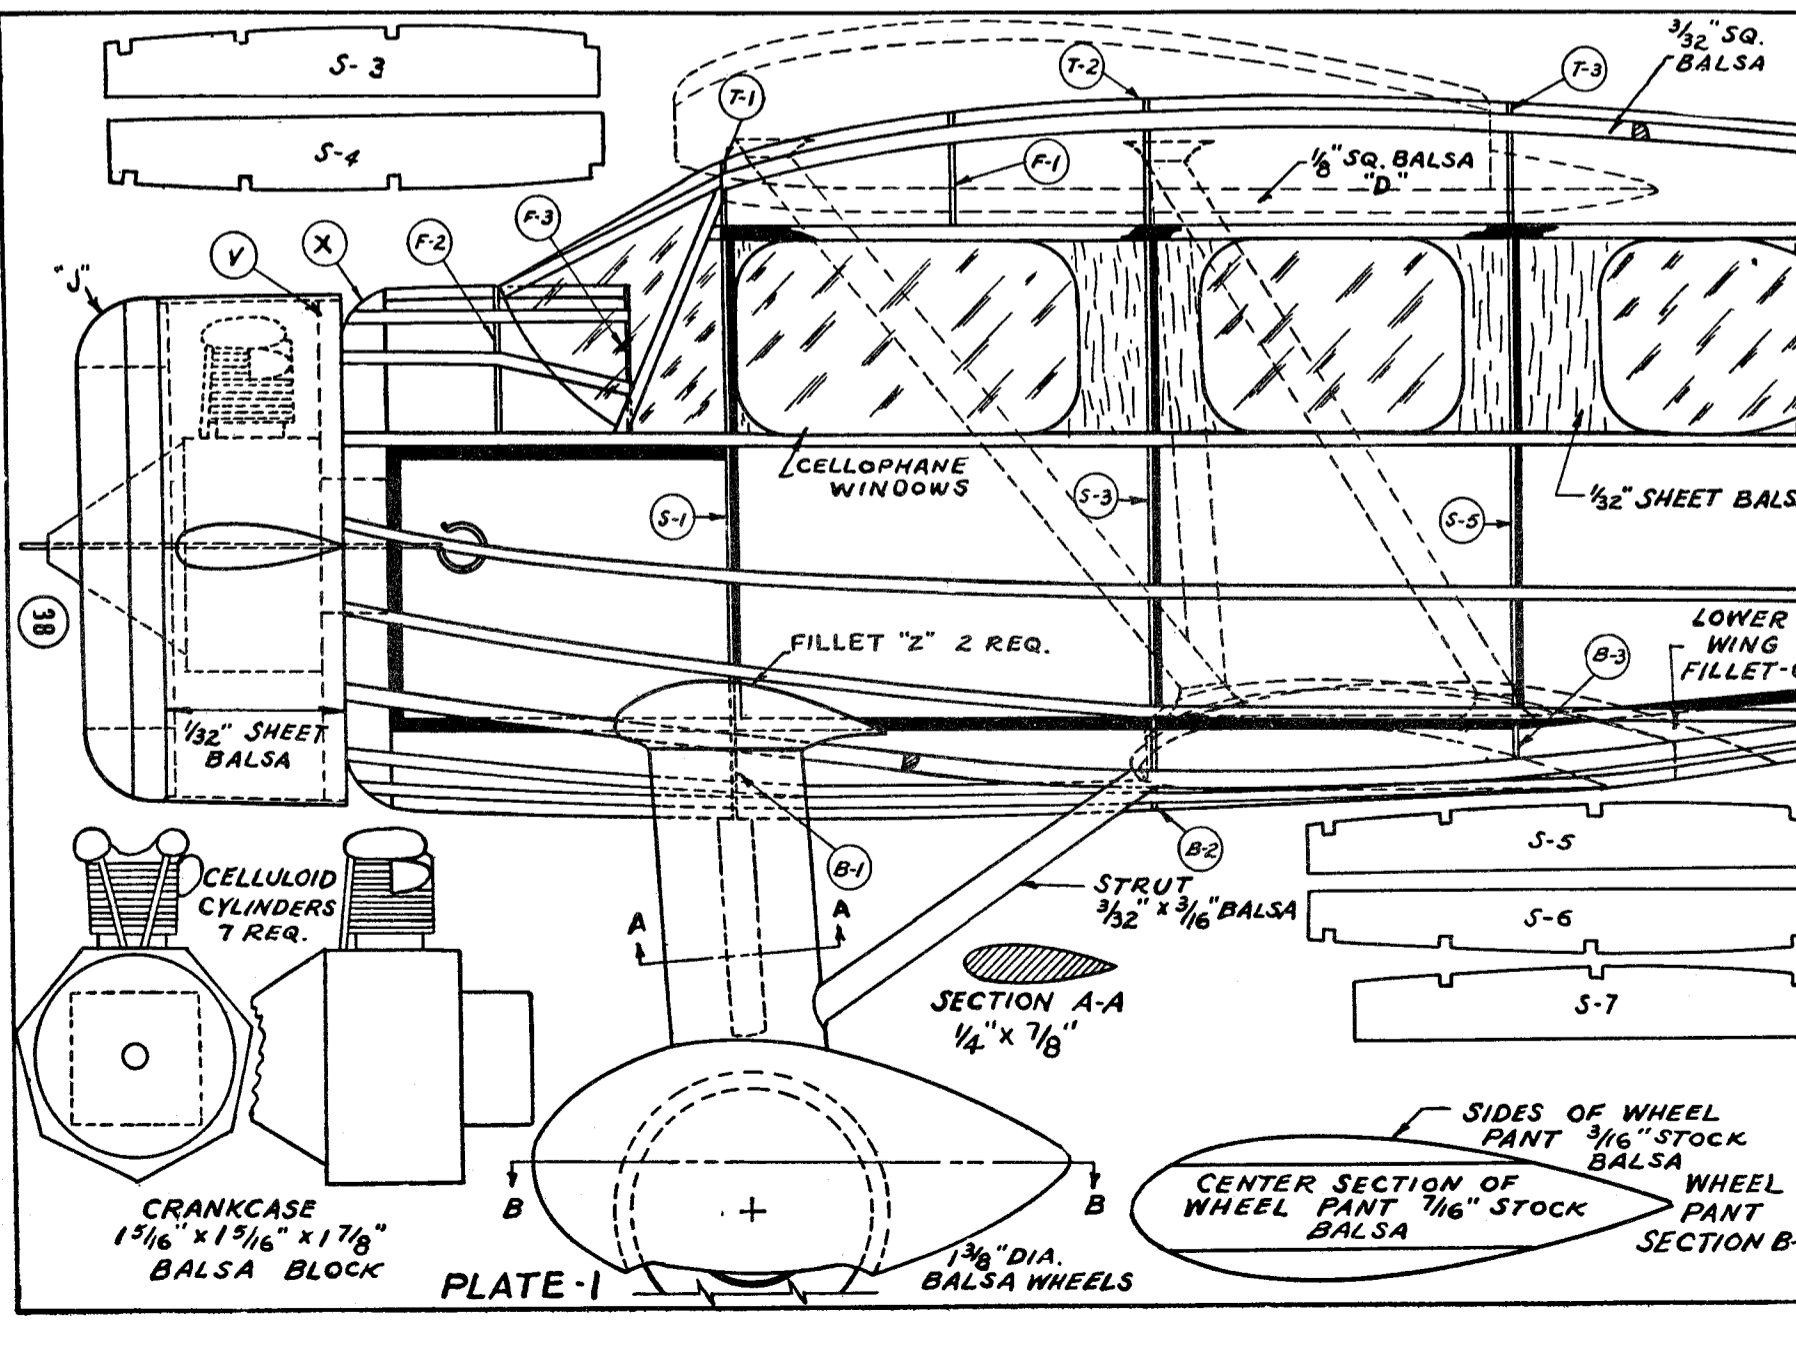 S-3
S-4
3/32" SQ.
BALSA
T-1
T-2
T-3
F-1
1/8" SQ. BALSA
"D"
F-3
F-2
X
V
"J"
CELLOPHANE
WINDOWS
S-1
S-3
S-5
1/32" SHEET BALS
38
FILLET "Z" 2 REQ.
LOWER
WING
FILLET-
B-3
1/32" SHEET
BALSA
B-1
B-2
S-5
S-6
S-7
CELLULOID
CYLINDERS
7 REQ.
STRUT
3/32" x 3/16" BALSA
A
A
SECTION A-A
1/4" x 7/8"
CRANKCASE
1 5/16" x 1 5/16" x 1 7/8"
BALSA BLOCK
B
B
1 3/8" DIA.
BALSA WHEELS
SIDES OF WHEEL
PANT 3/16" STOCK
BALSA
CENTER SECTION OF
WHEEL PANT 7/16" STOCK
BALSA
WHEEL
PANT
SECTION B-
PLATE-1